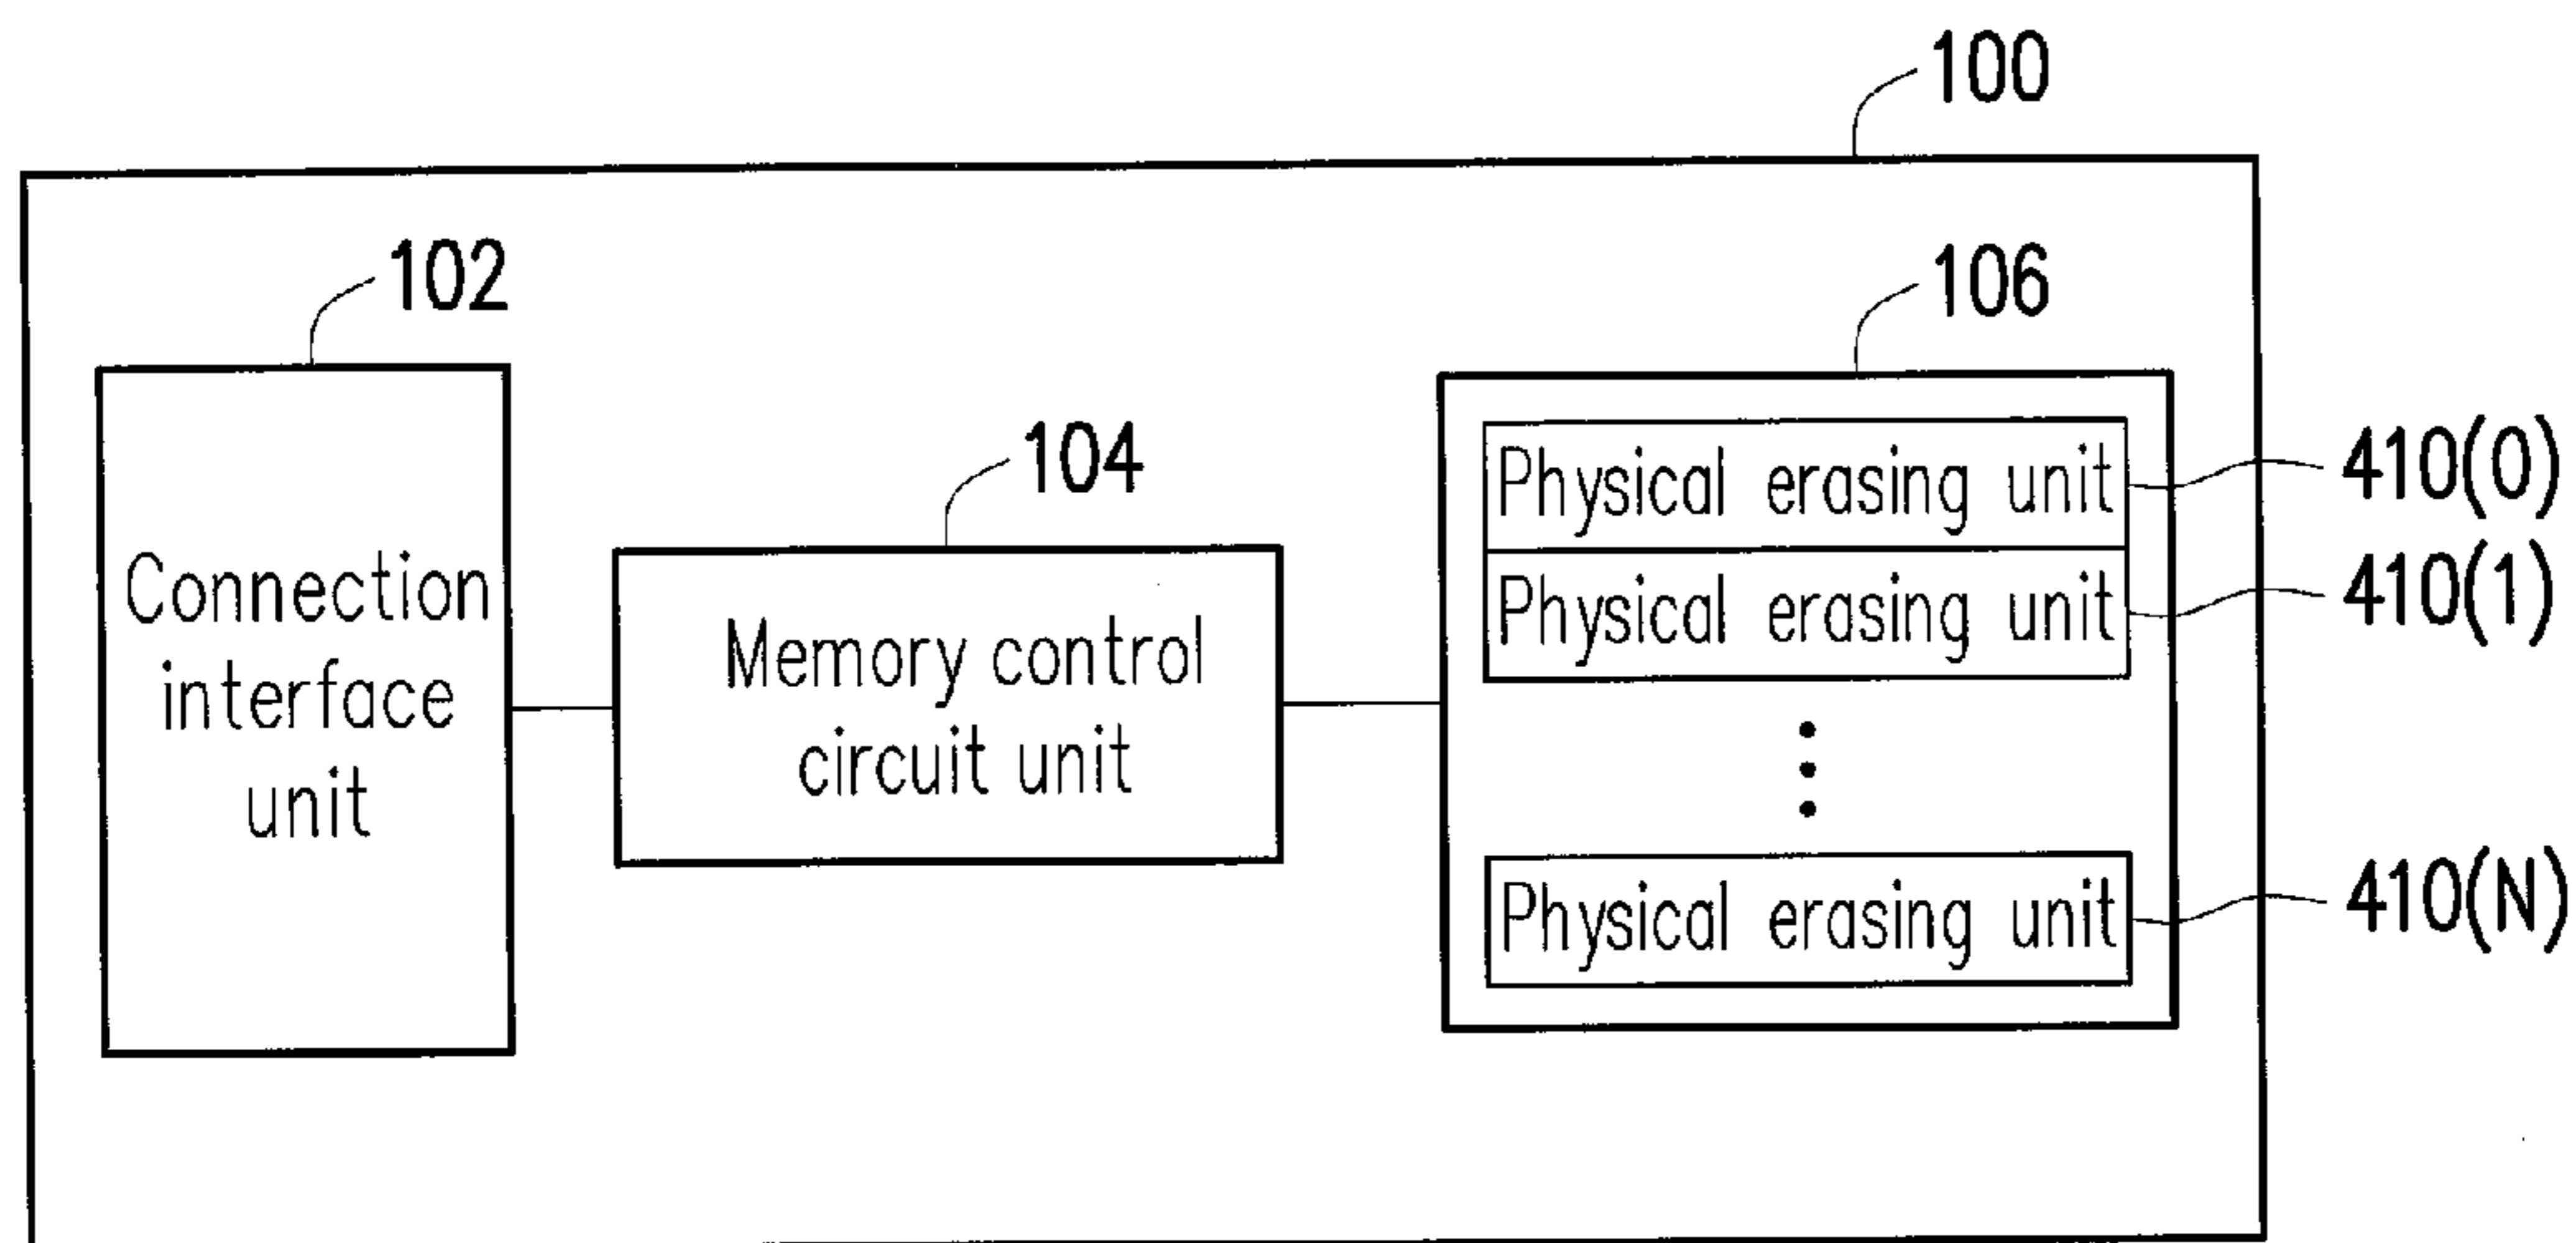 100
102
106
104
Physical erasing unit
410(0)
Physical erasing unit
410(1)
Connection
interface
unit
Memory control
circuit unit
Physical erasing unit
410(N)